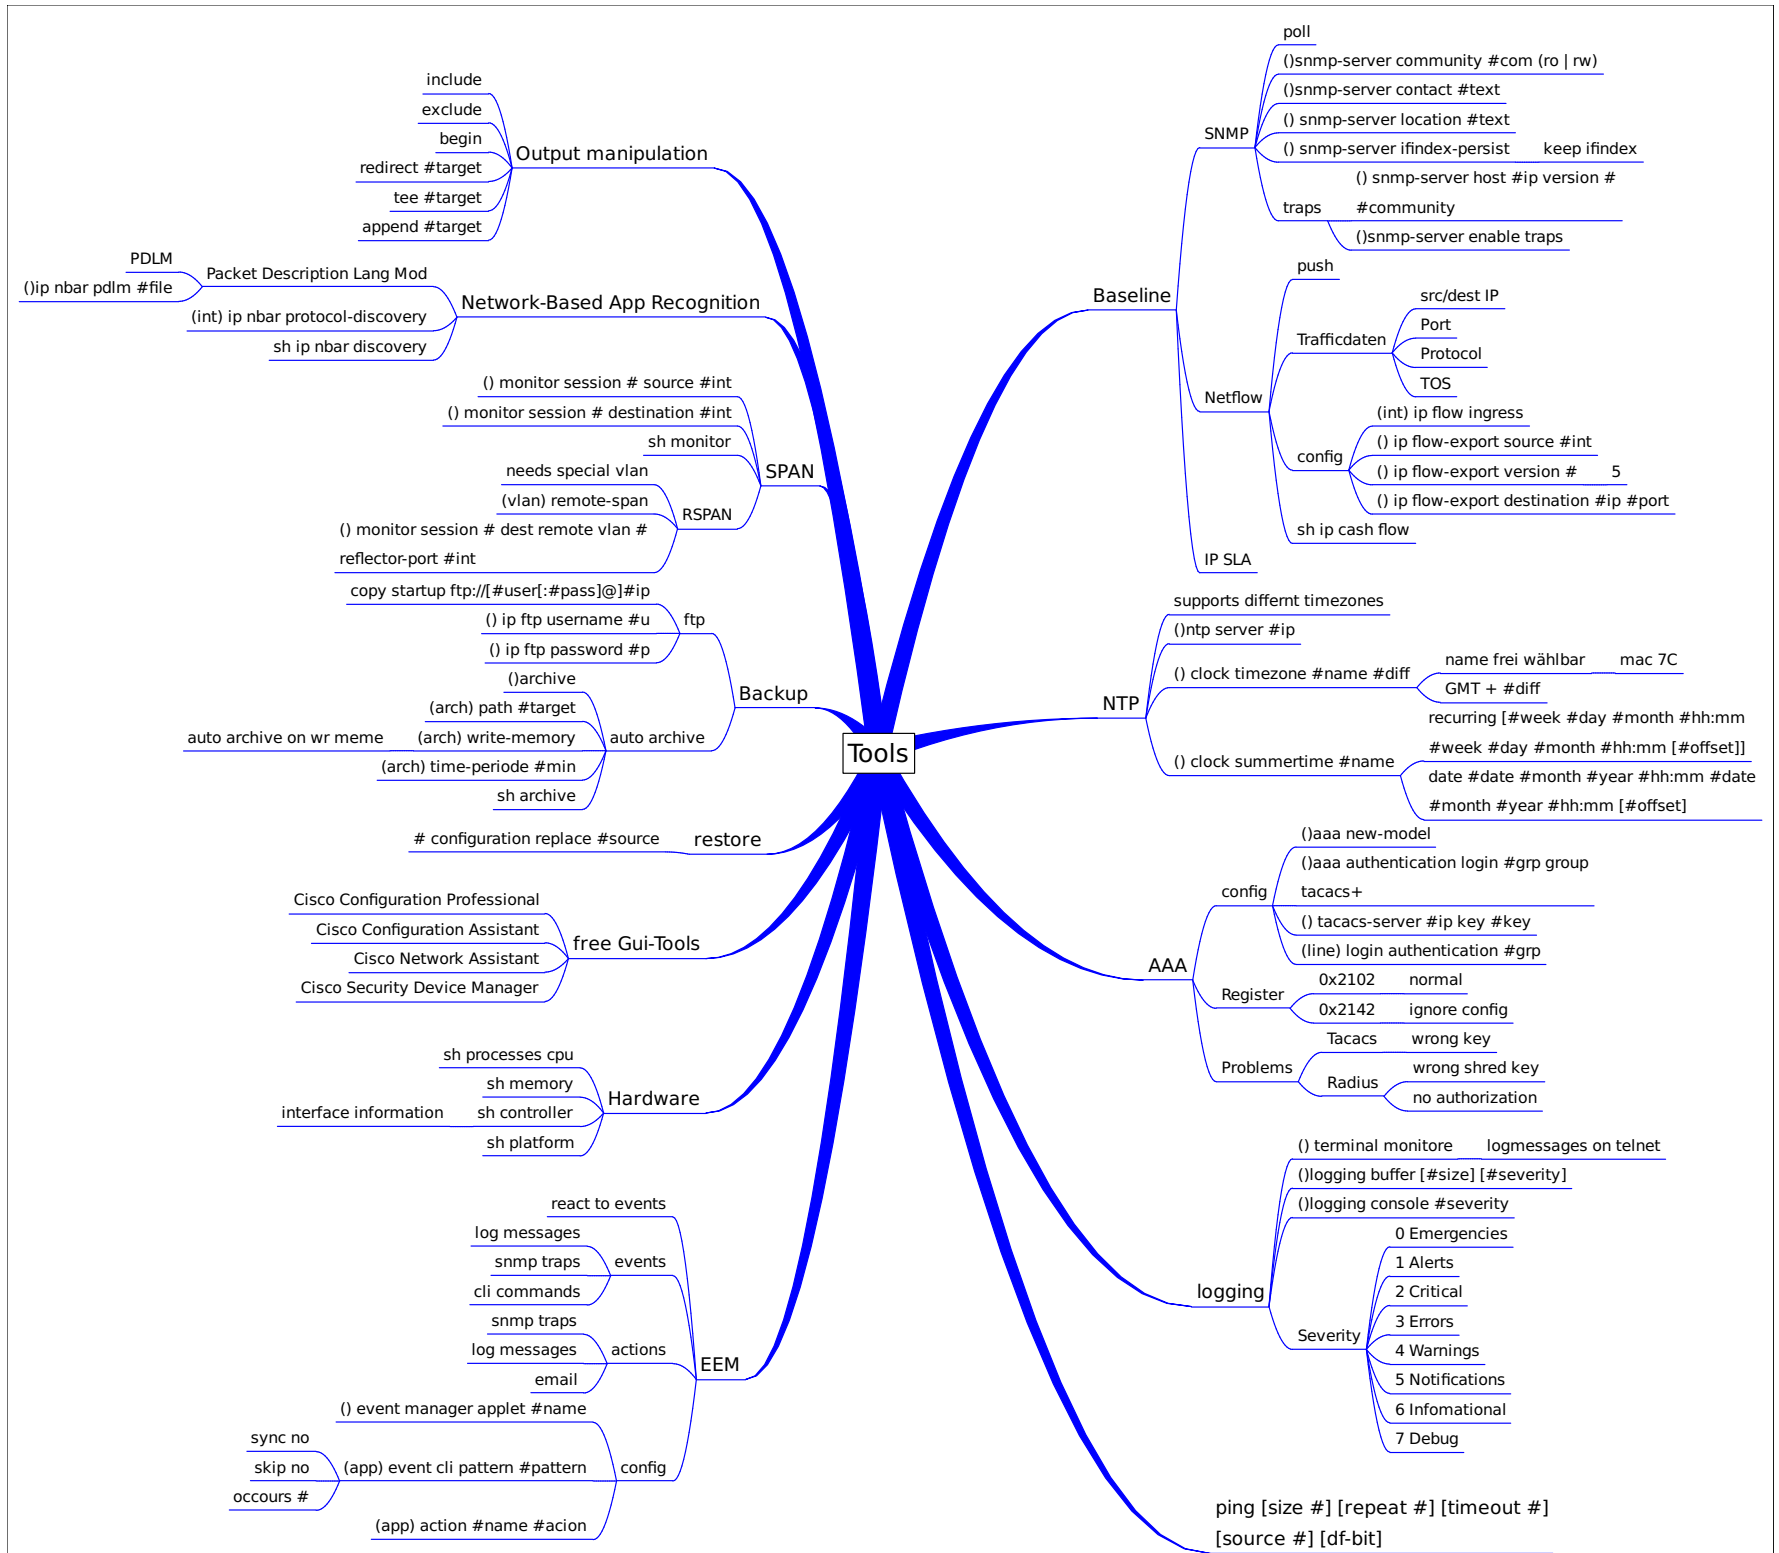 Tools
Output manipulation
include
exclude
begin
redirect #target
tee #target
append #target
Network-Based App Recognition
Packet Description Lang Mod
PDLM
()ip nbar pdlm #file
(int) ip nbar protocol-discovery
sh ip nbar discovery
SPAN
() monitor session # source #int
() monitor session # destination #int
sh monitor
RSPAN
needs special vlan
(vlan) remote-span
() monitor session # dest remote vlan #
reflector-port #int
Backup
ftp
copy startup ftp://[#user[:#pass]@]#ip
() ip ftp username #u
() ip ftp password #p
auto archive
()archive
(arch) path #target
(arch) write-memory
auto archive on wr meme
(arch) time-periode #min
sh archive
restore
# configuration replace #source
free Gui-Tools
Cisco Configuration Professional
Cisco Configuration Assistant
Cisco Network Assistant
Cisco Security Device Manager
Hardware
sh processes cpu
sh memory
sh controller
interface information
sh platform
EEM
react to events
events
log messages
snmp traps
cli commands
actions
snmp traps
log messages
email
config
() event manager applet #name
(app) event cli pattern #pattern
sync no
skip no
occours #
(app) action #name #acion
Baseline
SNMP
poll
()snmp-server community #com (ro | rw)
()snmp-server contact #text
() snmp-server location #text
() snmp-server ifindex-persist
keep ifindex
traps
() snmp-server host #ip version #
#community
()snmp-server enable traps
Netflow
push
Trafficdaten
src/dest IP
Port
Protocol
TOS
config
(int) ip flow ingress
() ip flow-export source #int
() ip flow-export version #
5
() ip flow-export destination #ip #port
sh ip cash flow
IP SLA
NTP
supports differnt timezones
()ntp server #ip
() clock timezone #name #diff
name frei wählbar
mac 7C
GMT + #diff
() clock summertime #name
recurring [#week #day #month #hh:mm
#week #day #month #hh:mm [#offset]]
date #date #month #year #hh:mm #date
#month #year #hh:mm [#offset]
AAA
config
()aaa new-model
()aaa authentication login #grp group
tacacs+
() tacacs-server #ip key #key
(line) login authentication #grp
Register
0x2102
normal
0x2142
ignore config
Problems
Tacacs
wrong key
Radius
wrong shred key
no authorization
logging
() terminal monitore
logmessages on telnet
()logging buffer [#size] [#severity]
()logging console #severity
Severity
0 Emergencies
1 Alerts
2 Critical
3 Errors
4 Warnings
5 Notifications
6 Infomational
7 Debug
ping [size #] [repeat #] [timeout #]
[source #] [df-bit]